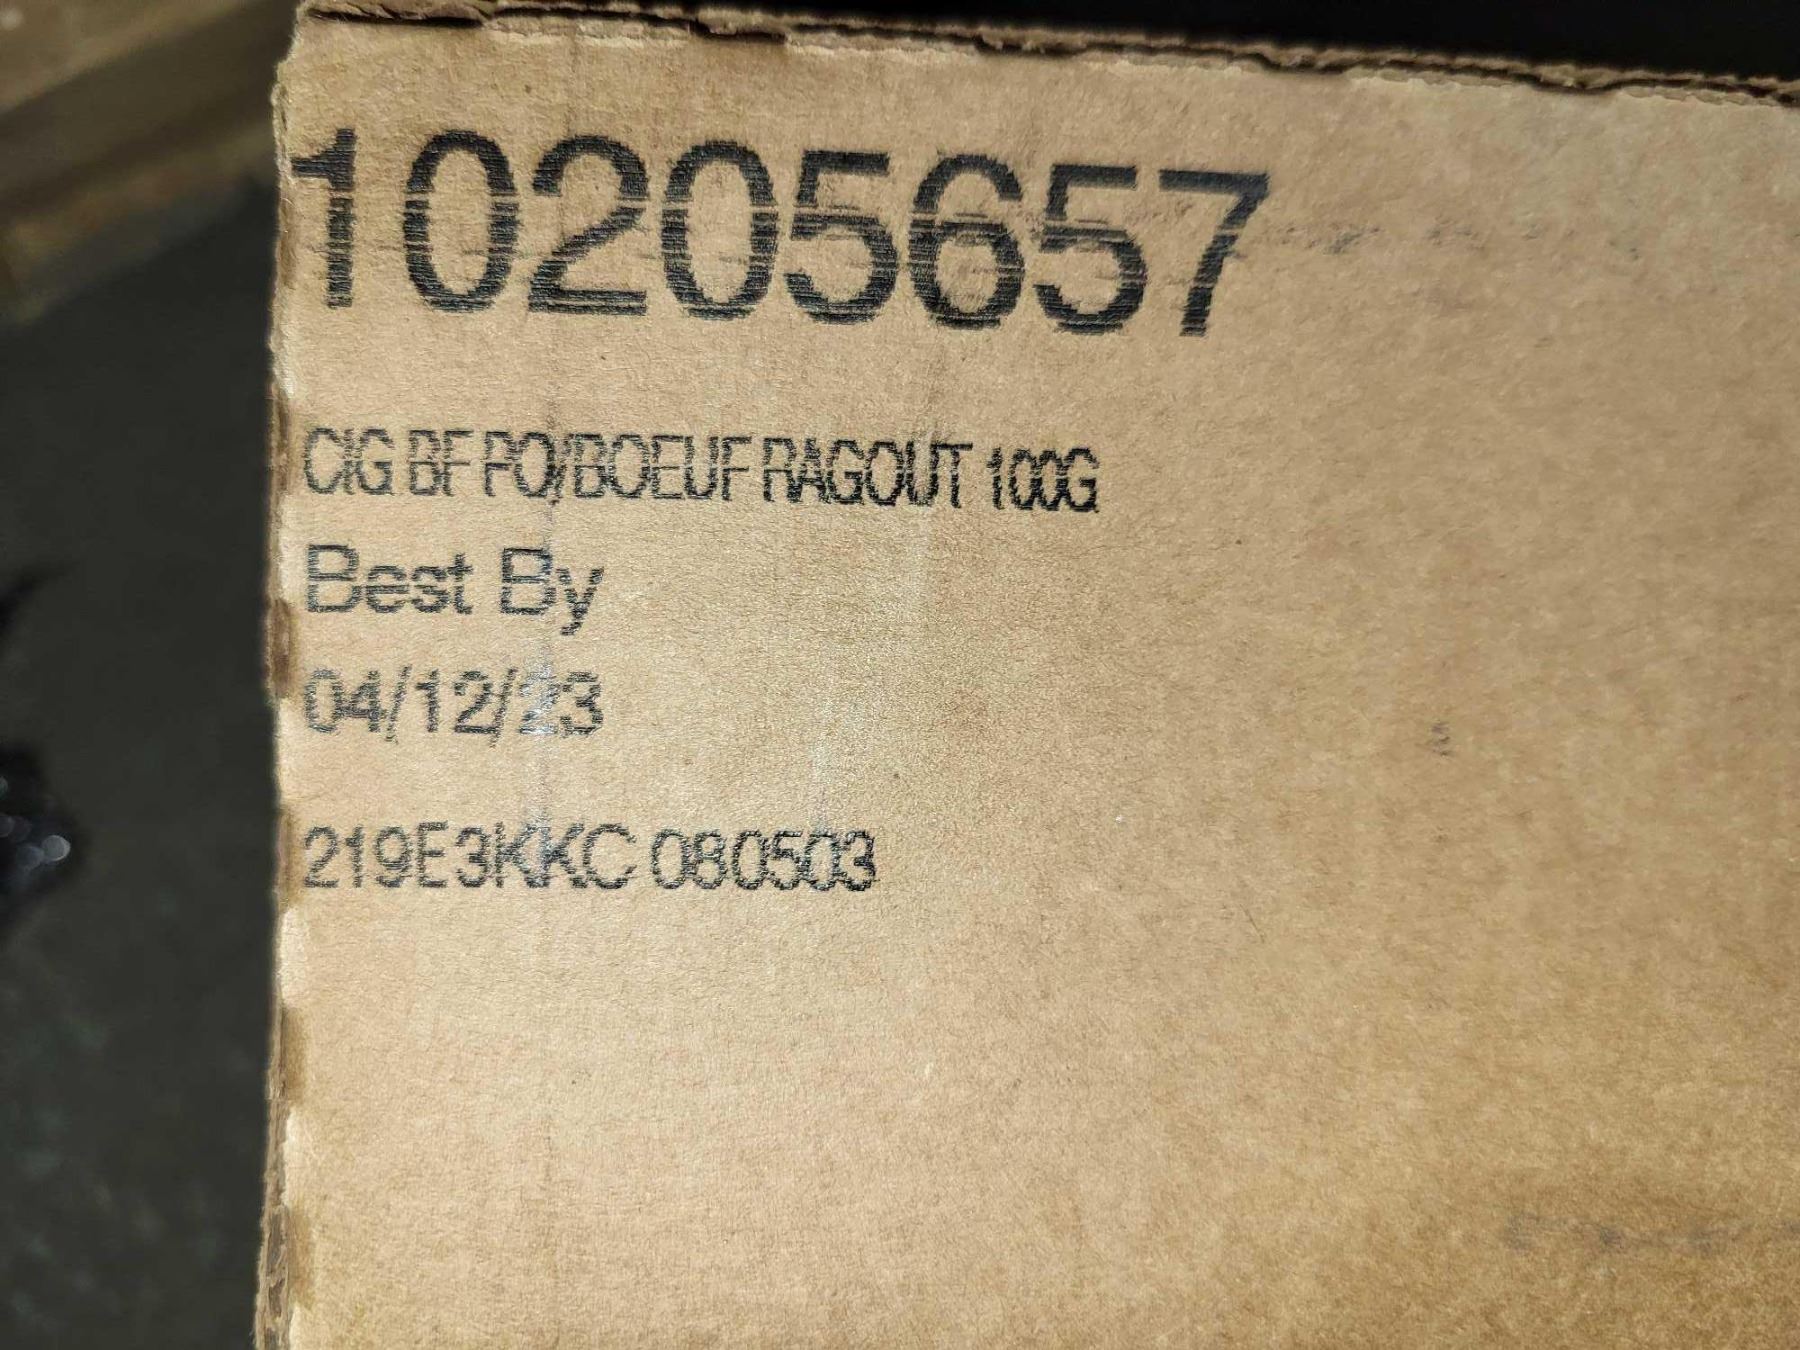 10205657
CIG BF PO/BOEUF RAGOUT 100G
Best By
04/12/23
219E3KKC 080503